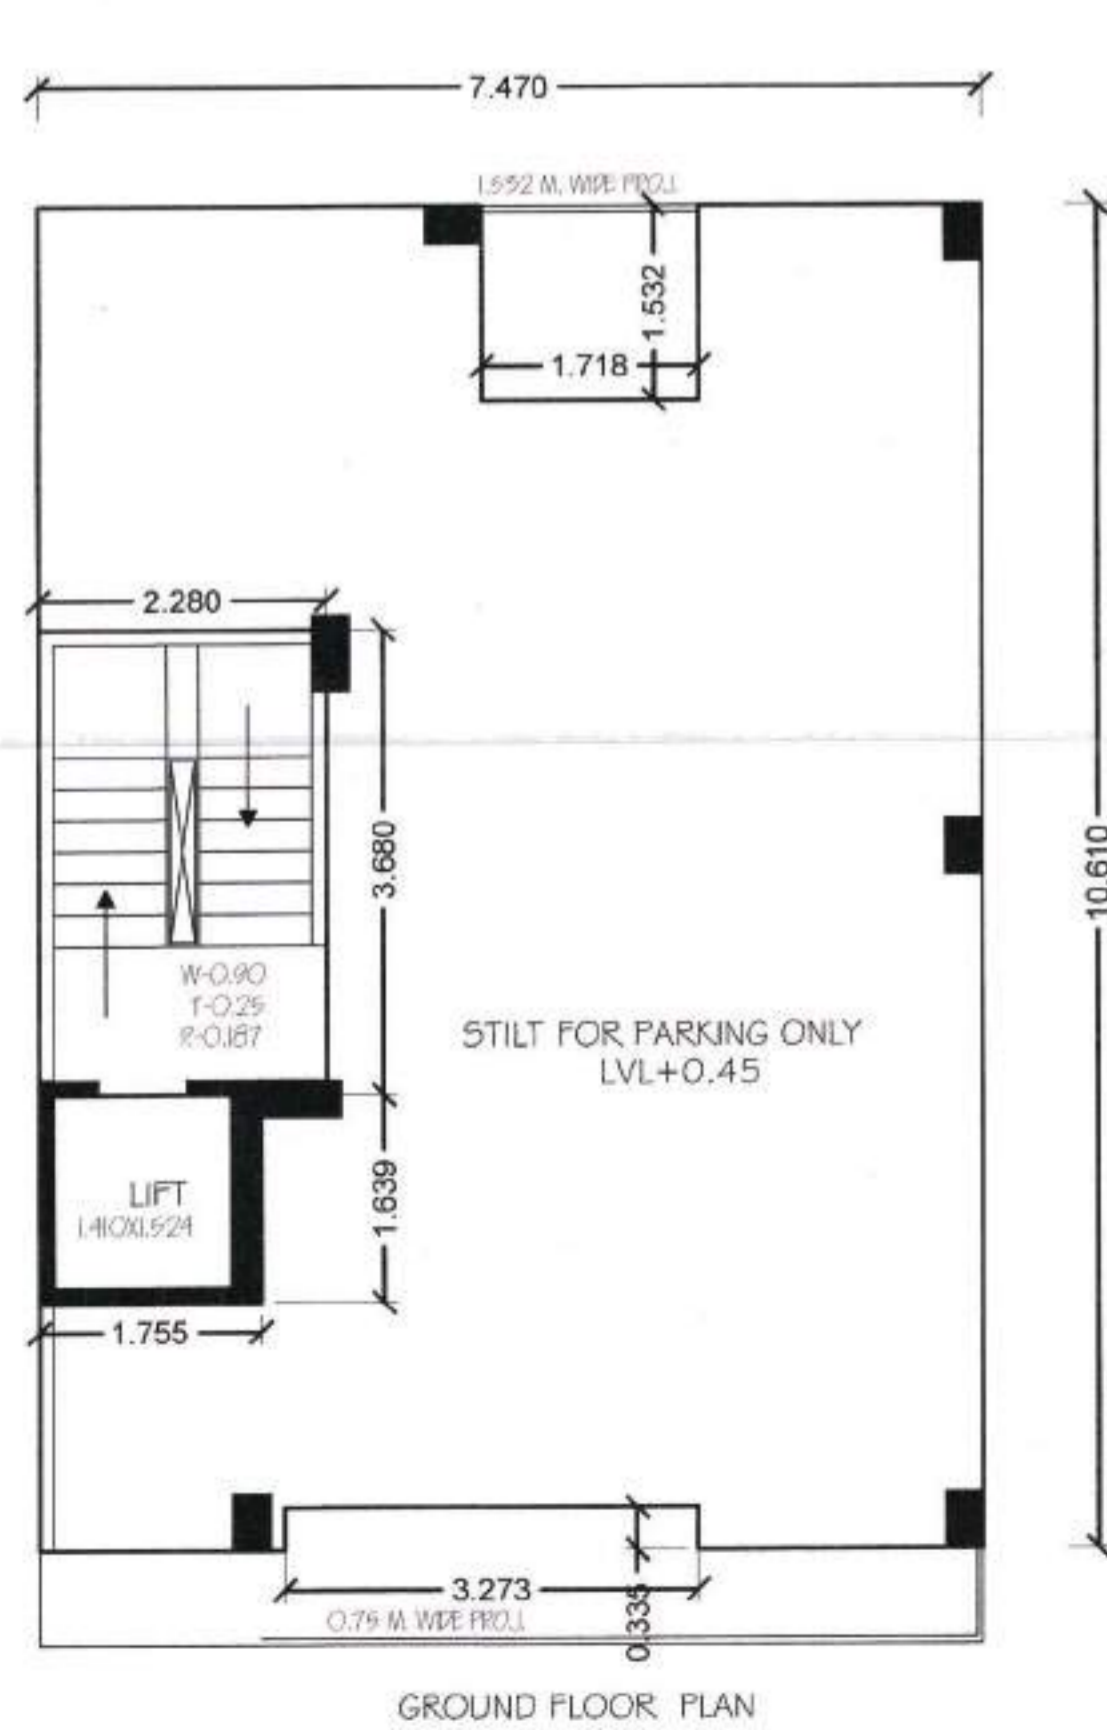 7.470
1.532 M. WIDE PROJ.
1.532
1.718
2.280
3.680
10.610
W-0.90
T-0.25
R-0.187
STILT FOR PARKING ONLY
LVL+0.45
LIFT
1.410X1.524
1.639
1.755
3.273
0.335
0.75 M. WIDE PROJ.
GROUND FLOOR PLAN